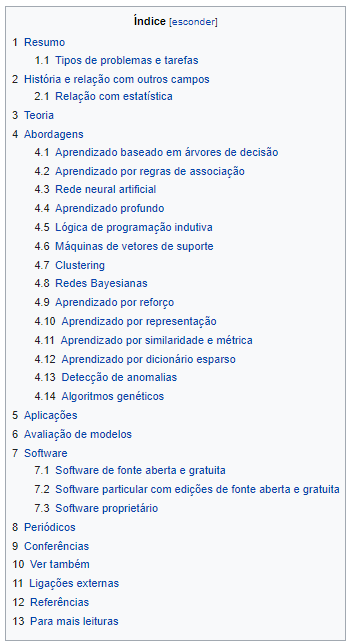 Índice [esconder]
1 Resumo
1.1 Tipos de problemas e tarefas
2 História e relação com outros campos
2.1 Relação com estatística
3 Teoria
4 Abordagens
4.1 Aprendizado baseado em árvores de decisão
4.2 Aprendizado por regras de associação
4.3 Rede neural artificial
4.4 Aprendizado profundo
4.5 Lógica de programação indutiva
4.6 Máquinas de vetores de suporte
4.7 Clustering
4.8 Redes Bayesianas
4.9 Aprendizado por reforço
4.10 Aprendizado por representação
4.11 Aprendizado por similaridade e métrica
4.12 Aprendizado por dicionário esparso
4.13 Detecção de anomalias
4.14 Algoritmos genéticos
5 Aplicações
6 Avaliação de modelos
7 Software
7.1 Software de fonte aberta e gratuita
7.2 Software particular com edições de fonte aberta e gratuita
7.3 Software proprietário
8 Periódicos
9 Conferências
10 Ver também
11 Ligações externas
12 Referências
13 Para mais leituras